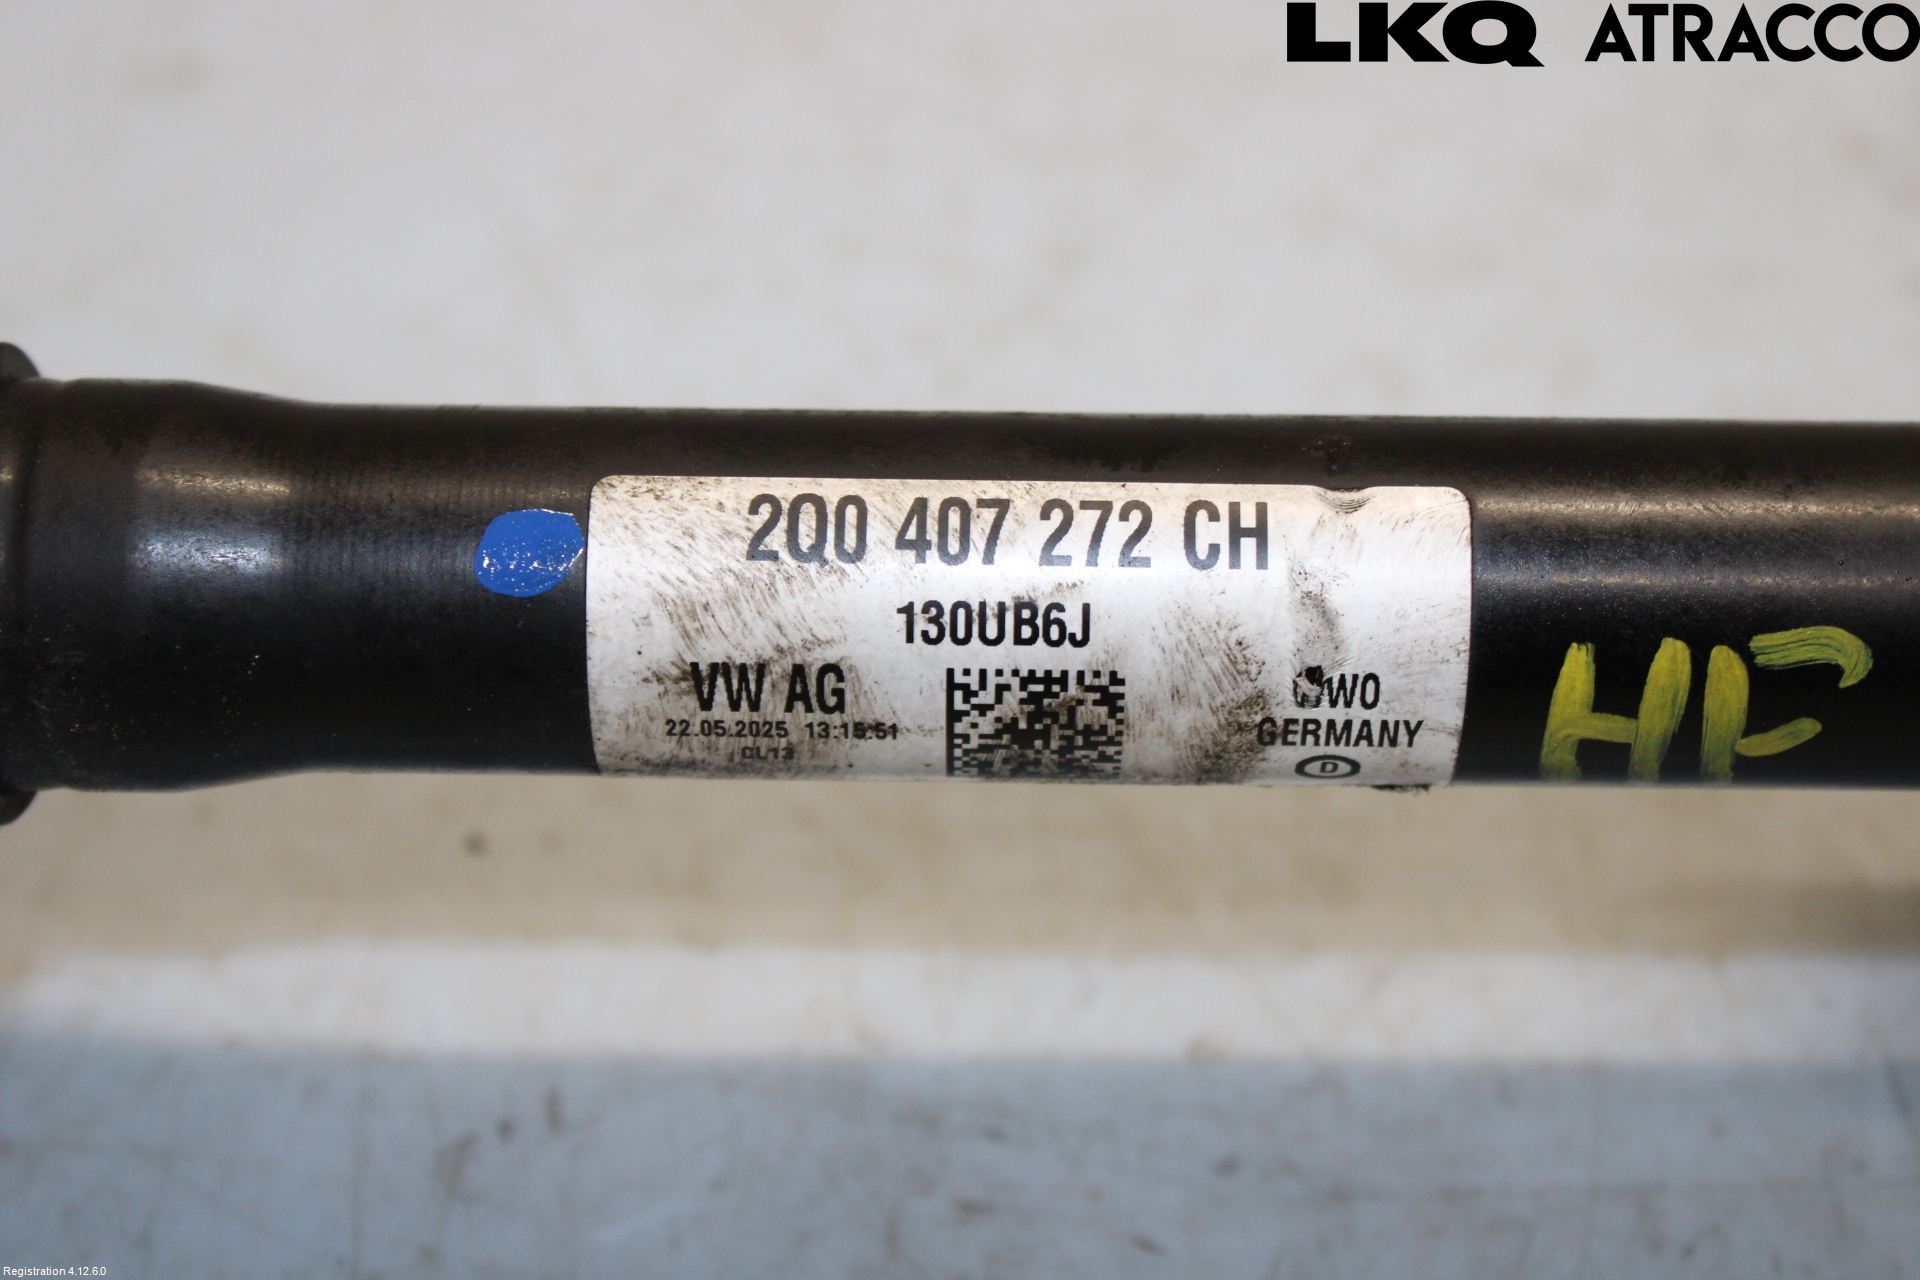 LKQ ATRACCO
2Q0 407 272 CH
130UB6J
VW AG
22.05.2025 13:15:51
CL13
GERMANY
D
HF
Registration 4.12.6.0